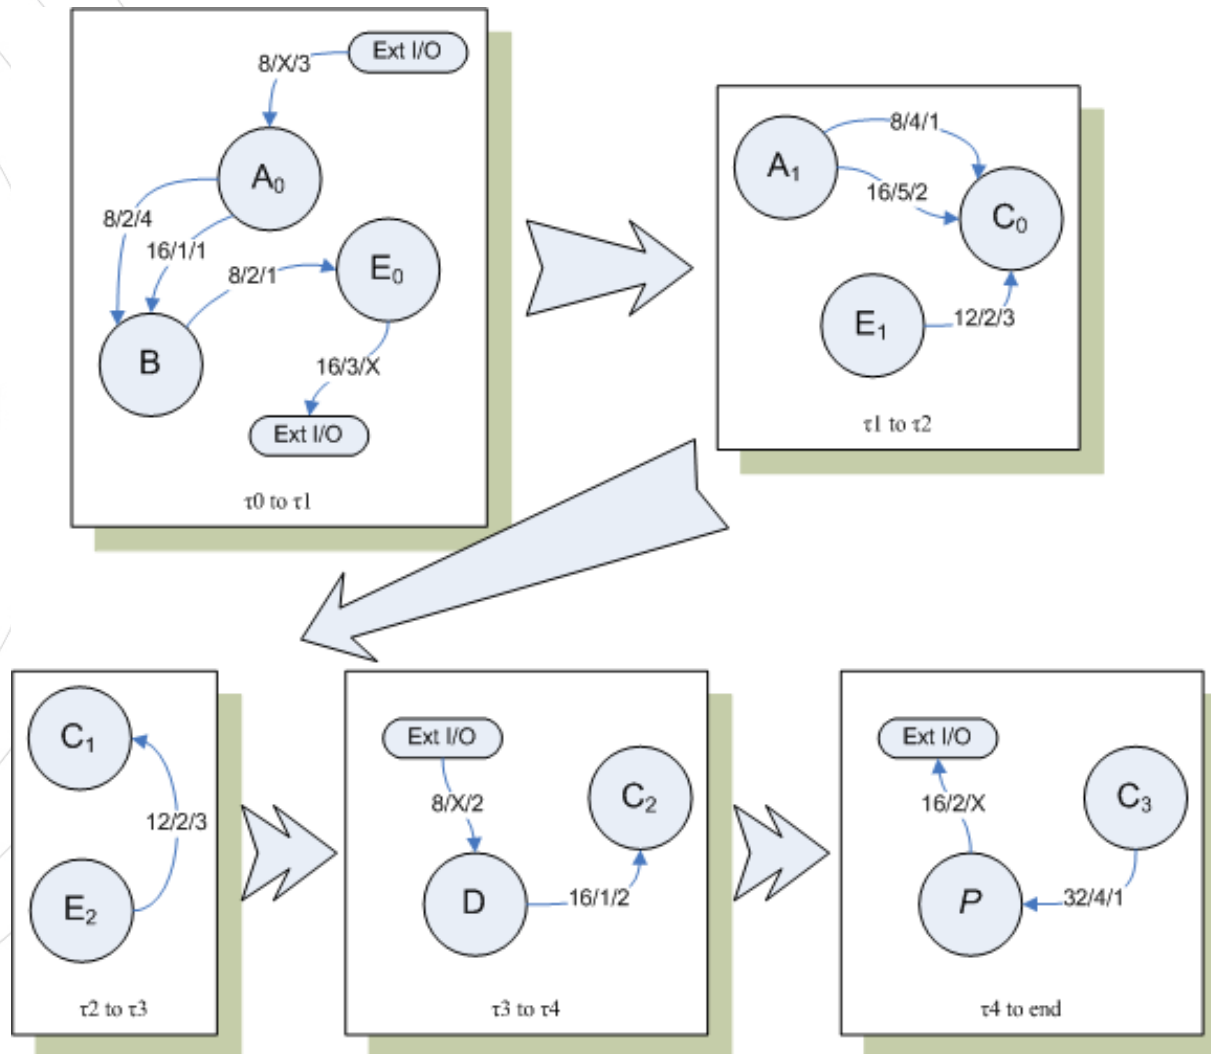 Ext I/O
8/X/3
A0
8/2/4
16/1/1
8/2/1
E0
B
16/3/X
Ext I/O
τ0 to τ1
8/4/1
A1
16/5/2
C0
E1
12/2/3
τ1 to τ2
C1
12/2/3
E2
τ2 to τ3
Ext I/O
8/X/2
C2
D
16/1/2
τ3 to τ4
Ext I/O
16/2/X
C3
P
32/4/1
τ4 to end